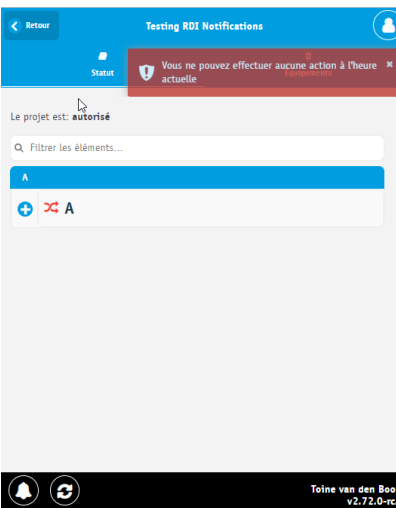 Retour
Testing RDI Notifications
Statut
Équipements
Vous ne pouvez effectuer aucune action à l'heure
actuelle
Le projet est: autorisé
Filtrer les éléments...
A
A
Toine van den Boo
v2.72.0-rc